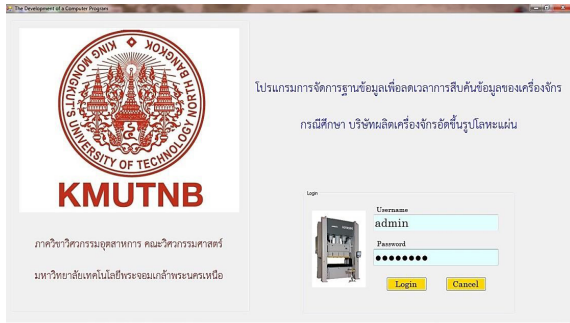 The Development of a Computer Program
KING MONGKUT'S UNIVERSITY OF TECHNOLOGY NORTH BANGKOK
KMUTNB
ภาควิชาวิศวกรรมอุตสาหการ คณะวิศวกรรมศาสตร์
มหาวิทยาลัยเทคโนโลยีพระจอมเกล้าพระนครเหนือ
โปรแกรมการจัดการฐานข้อมูลเพื่อลดเวลาการสืบค้นข้อมูลของเครื่องจักร
กรณีศึกษา บริษัทผลิตเครื่องจักรอัดขึ้นรูปโลหะแผ่น
Login
Username
admin
Password
●●●●●●●●
Login Cancel